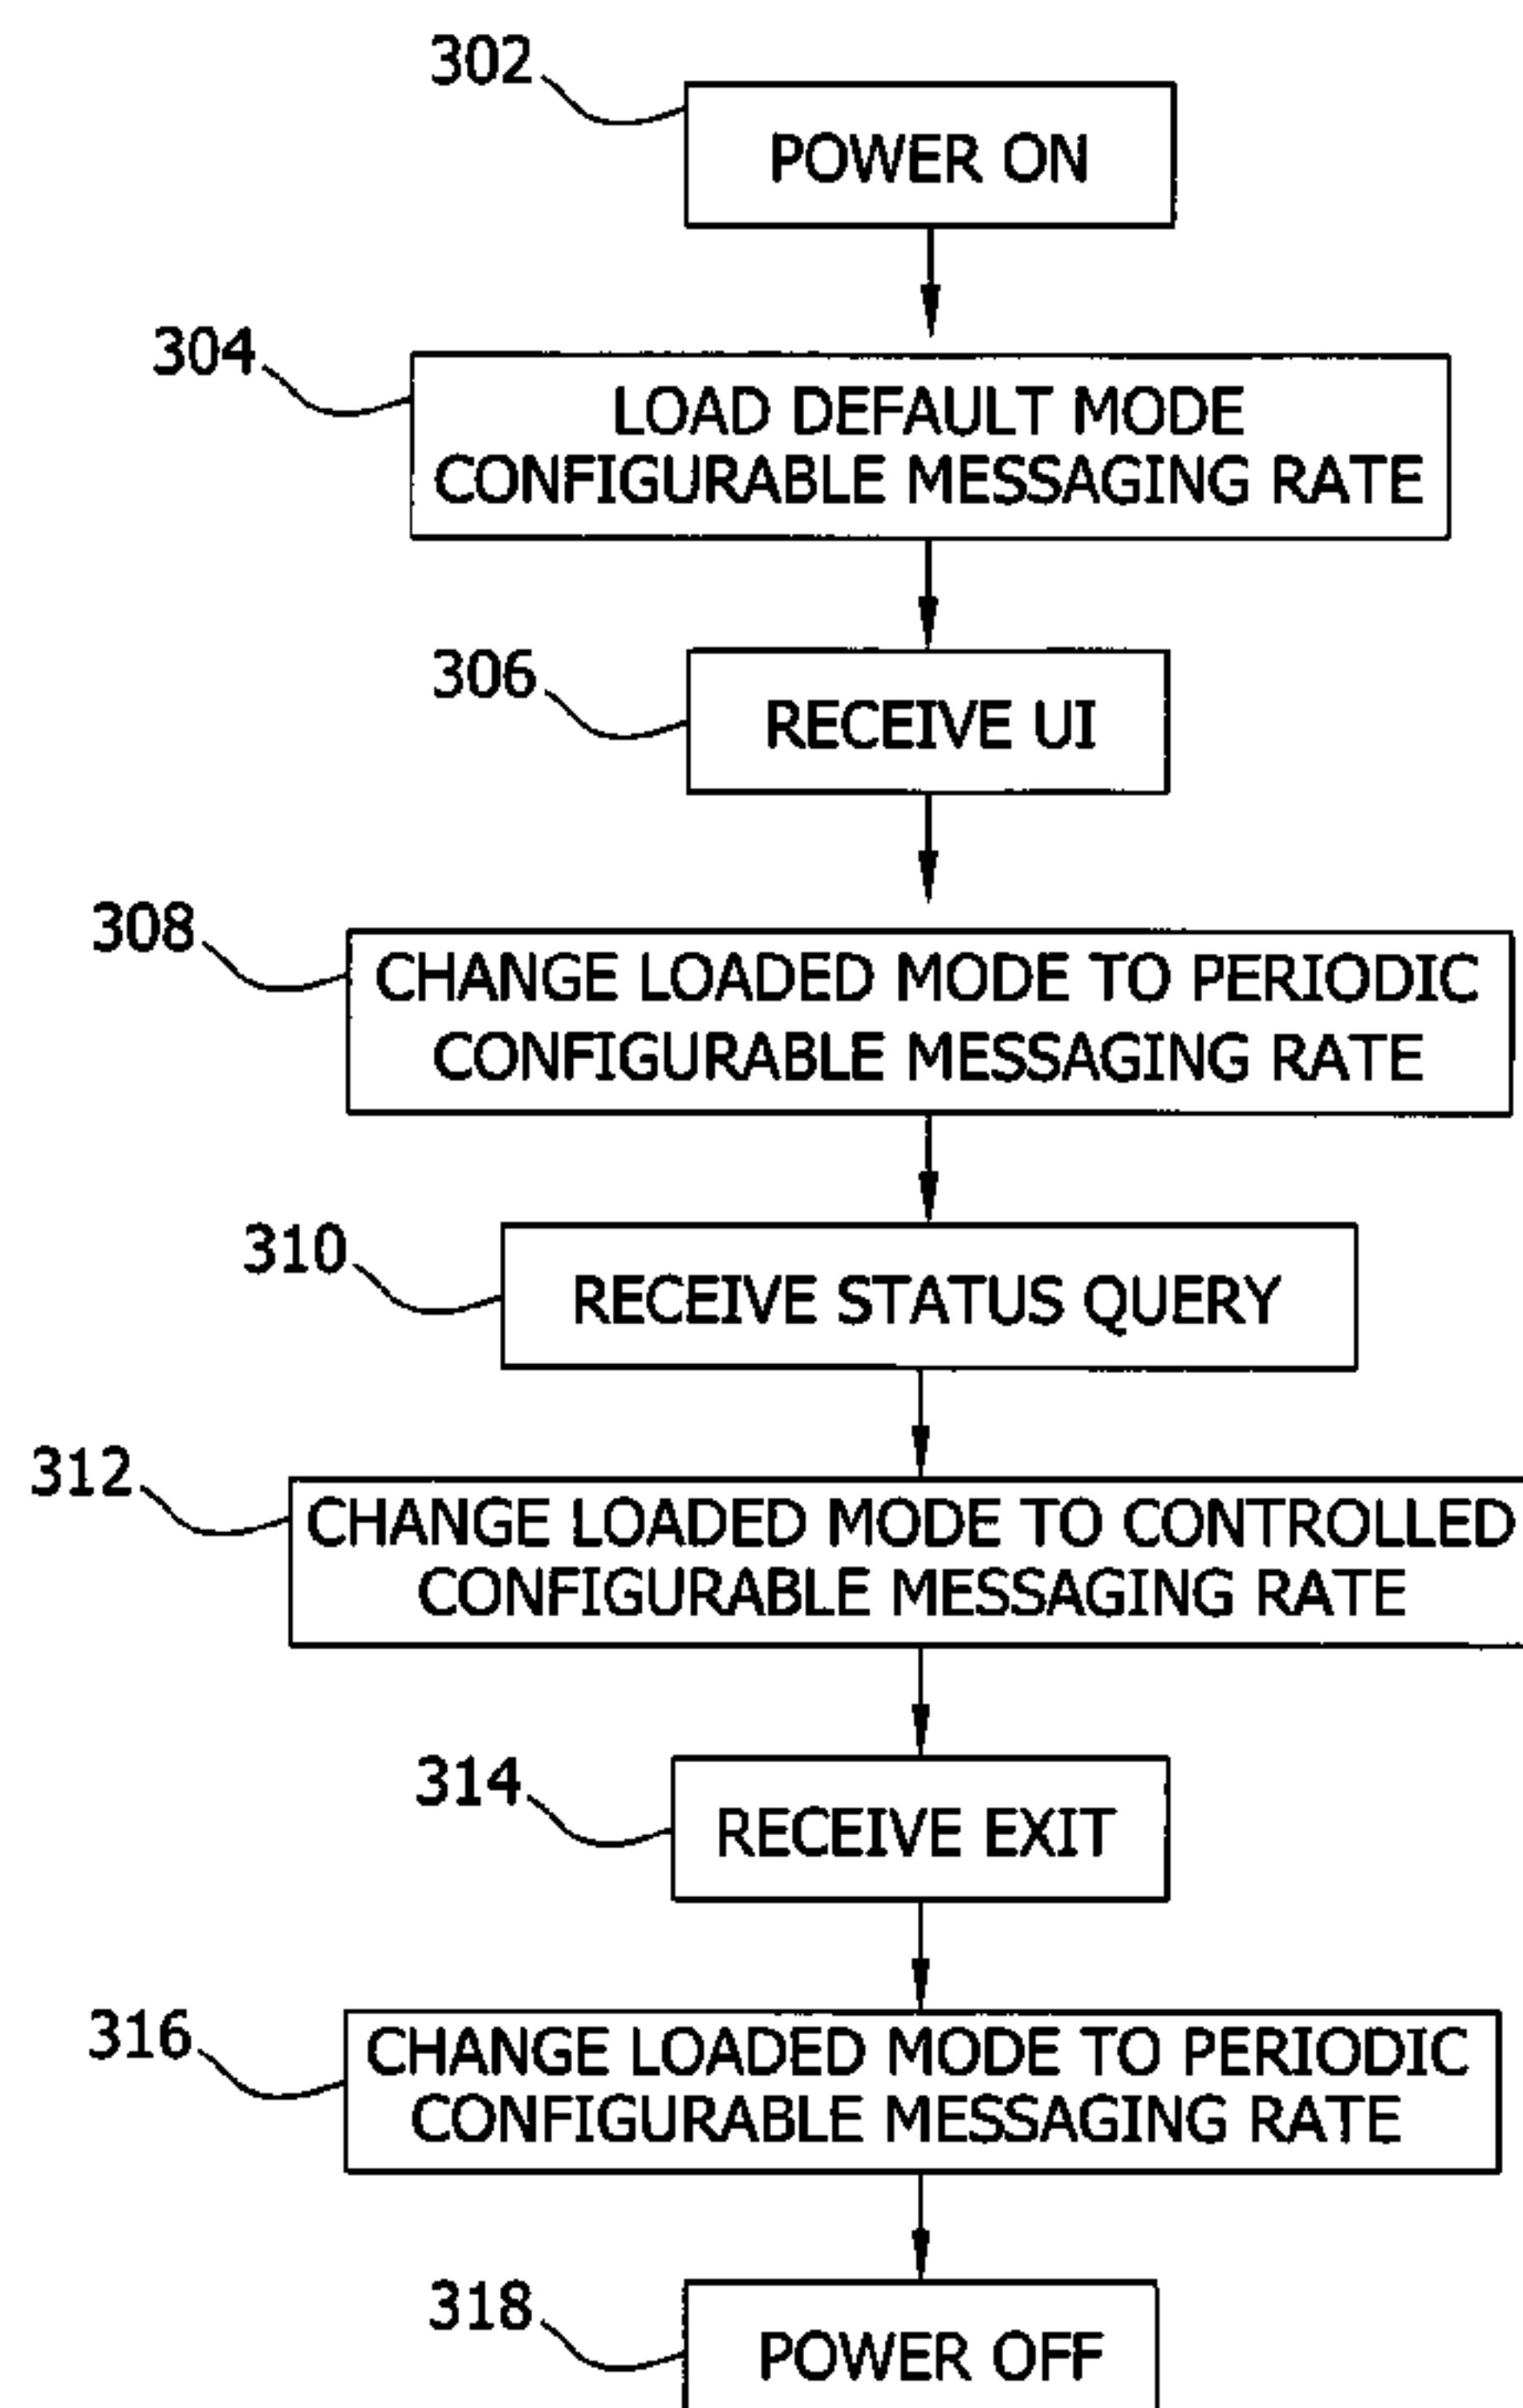 302
POWER ON
304
LOAD DEFAULT MODE
CONFIGURABLE MESSAGING RATE
306
RECEIVE UI
308
CHANGE LOADED MODE TO PERIODIC
CONFIGURABLE MESSAGING RATE
310
RECEIVE STATUS QUERY
312
CHANGE LOADED MODE TO CONTROLLED
CONFIGURABLE MESSAGING RATE
314
RECEIVE EXIT
316
CHANGE LOADED MODE TO PERIODIC
CONFIGURABLE MESSAGING RATE
318
POWER OFF